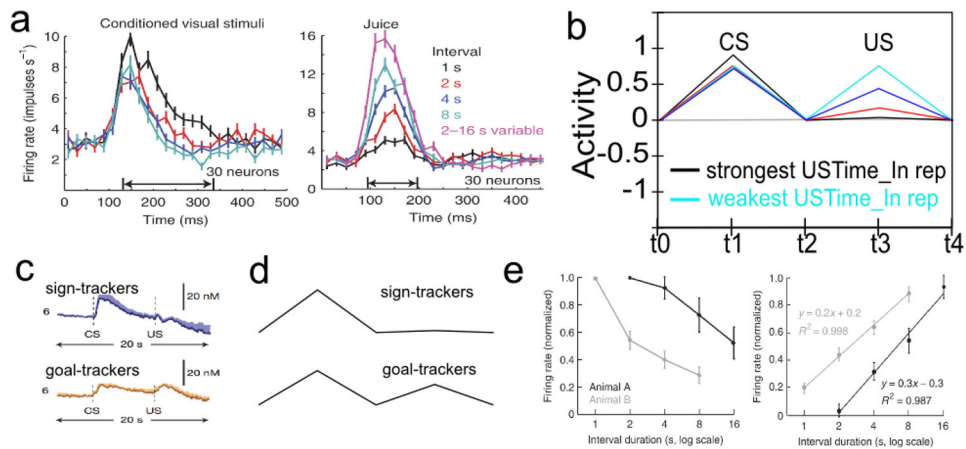 a
Conditioned visual stimuli
Firing rate (impulses s⁻¹)
10
8
6
4
2
30 neurons
0 100 200 300 400 500
Time (ms)
Juice
16
12
8
4
0
Interval
1 s
2 s
4 s
8 s
2–16 s variable
30 neurons
0 200 400
Time (ms)
b
Activity
1
0.5
0
-0.5
-1
CS
US
strongest USTime_In rep
weakest USTime_In rep
t0 t1 t2 t3 t4
c
sign-trackers
20 nM
6
CS US
20 s
goal-trackers
20 nM
6
CS US
20 s
d
sign-trackers
goal-trackers
e
Firing rate (normalized)
1.0
0.8
0.6
0.4
0.2
0
Animal A
Animal B
1 2 4 8 16
Interval duration (s, log scale)
Firing rate (normalized)
1.0
0.8
0.6
0.4
0.2
0
y = 0.2x + 0.2
R² = 0.998
y = 0.3x – 0.3
R² = 0.987
1 2 4 8 16
Interval duration (s, log scale)